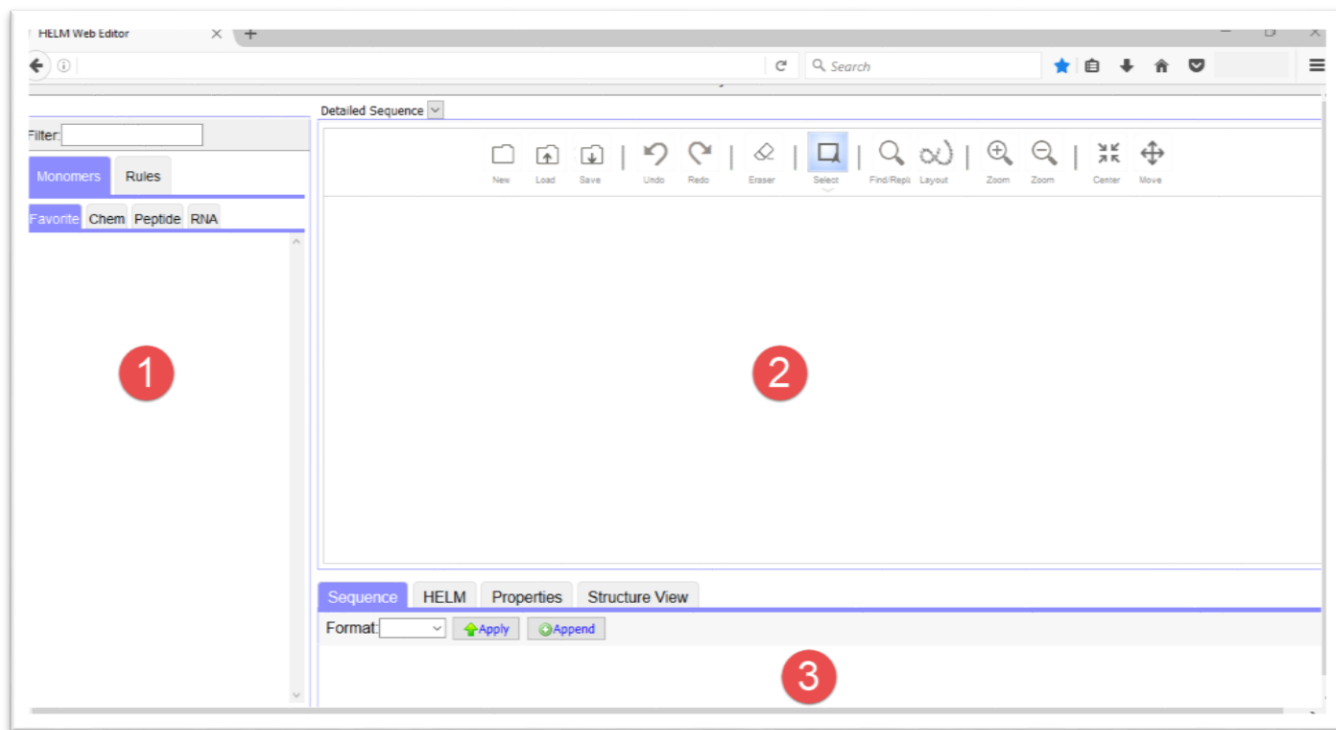 HELM Web Editor
Search
Detailed Sequence
Filter:
Monomers Rules
Favorite Chem Peptide RNA
New Load Save Undo Redo Eraser Select Find/Repl Layout Zoom Zoom Center Move
1
2
Sequence HELM Properties Structure View
Format: Apply Append
3